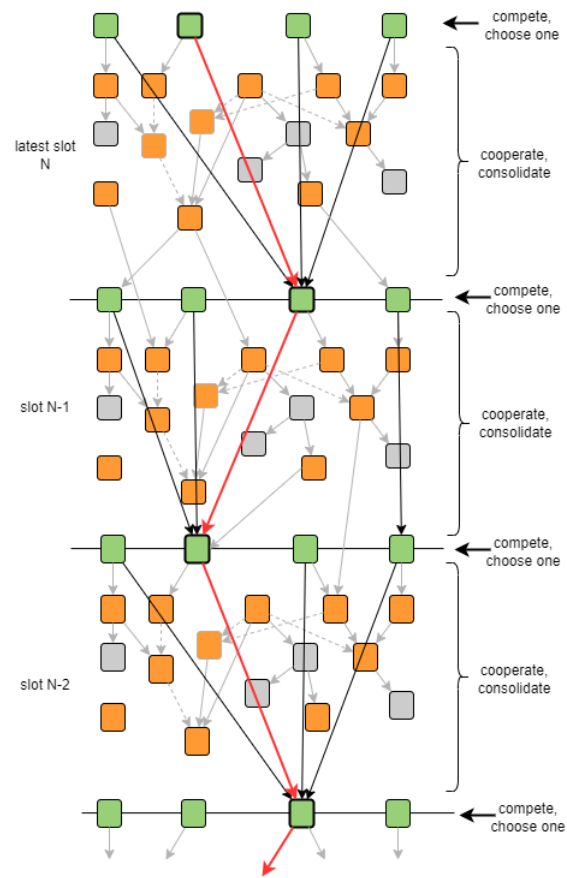 compete,
choose one
latest slot
N
cooperate,
consolidate
compete,
choose one
slot N-1
cooperate,
consolidate
compete,
choose one
slot N-2
cooperate,
consolidate
compete,
choose one